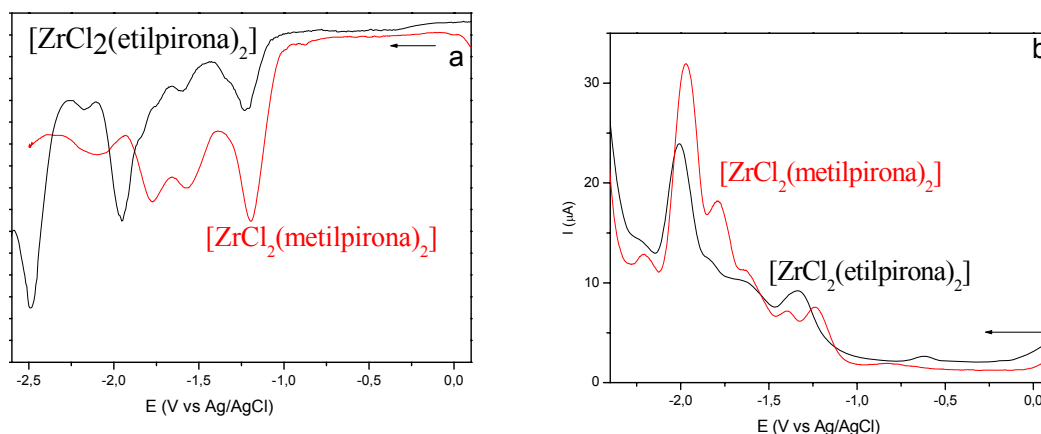 [ZrCl2(etilpirona)2]
a
[ZrCl2(metilpirona)2]
-2,5 -2,0 -1,5 -1,0 -0,5 0,0
E (V vs Ag/AgCl)
b
30
20
10
0
I (μA)
[ZrCl2(metilpirona)2]
[ZrCl2(etilpirona)2]
-2,0 -1,5 -1,0 -0,5 0,0
E (V vs Ag/AgCl)